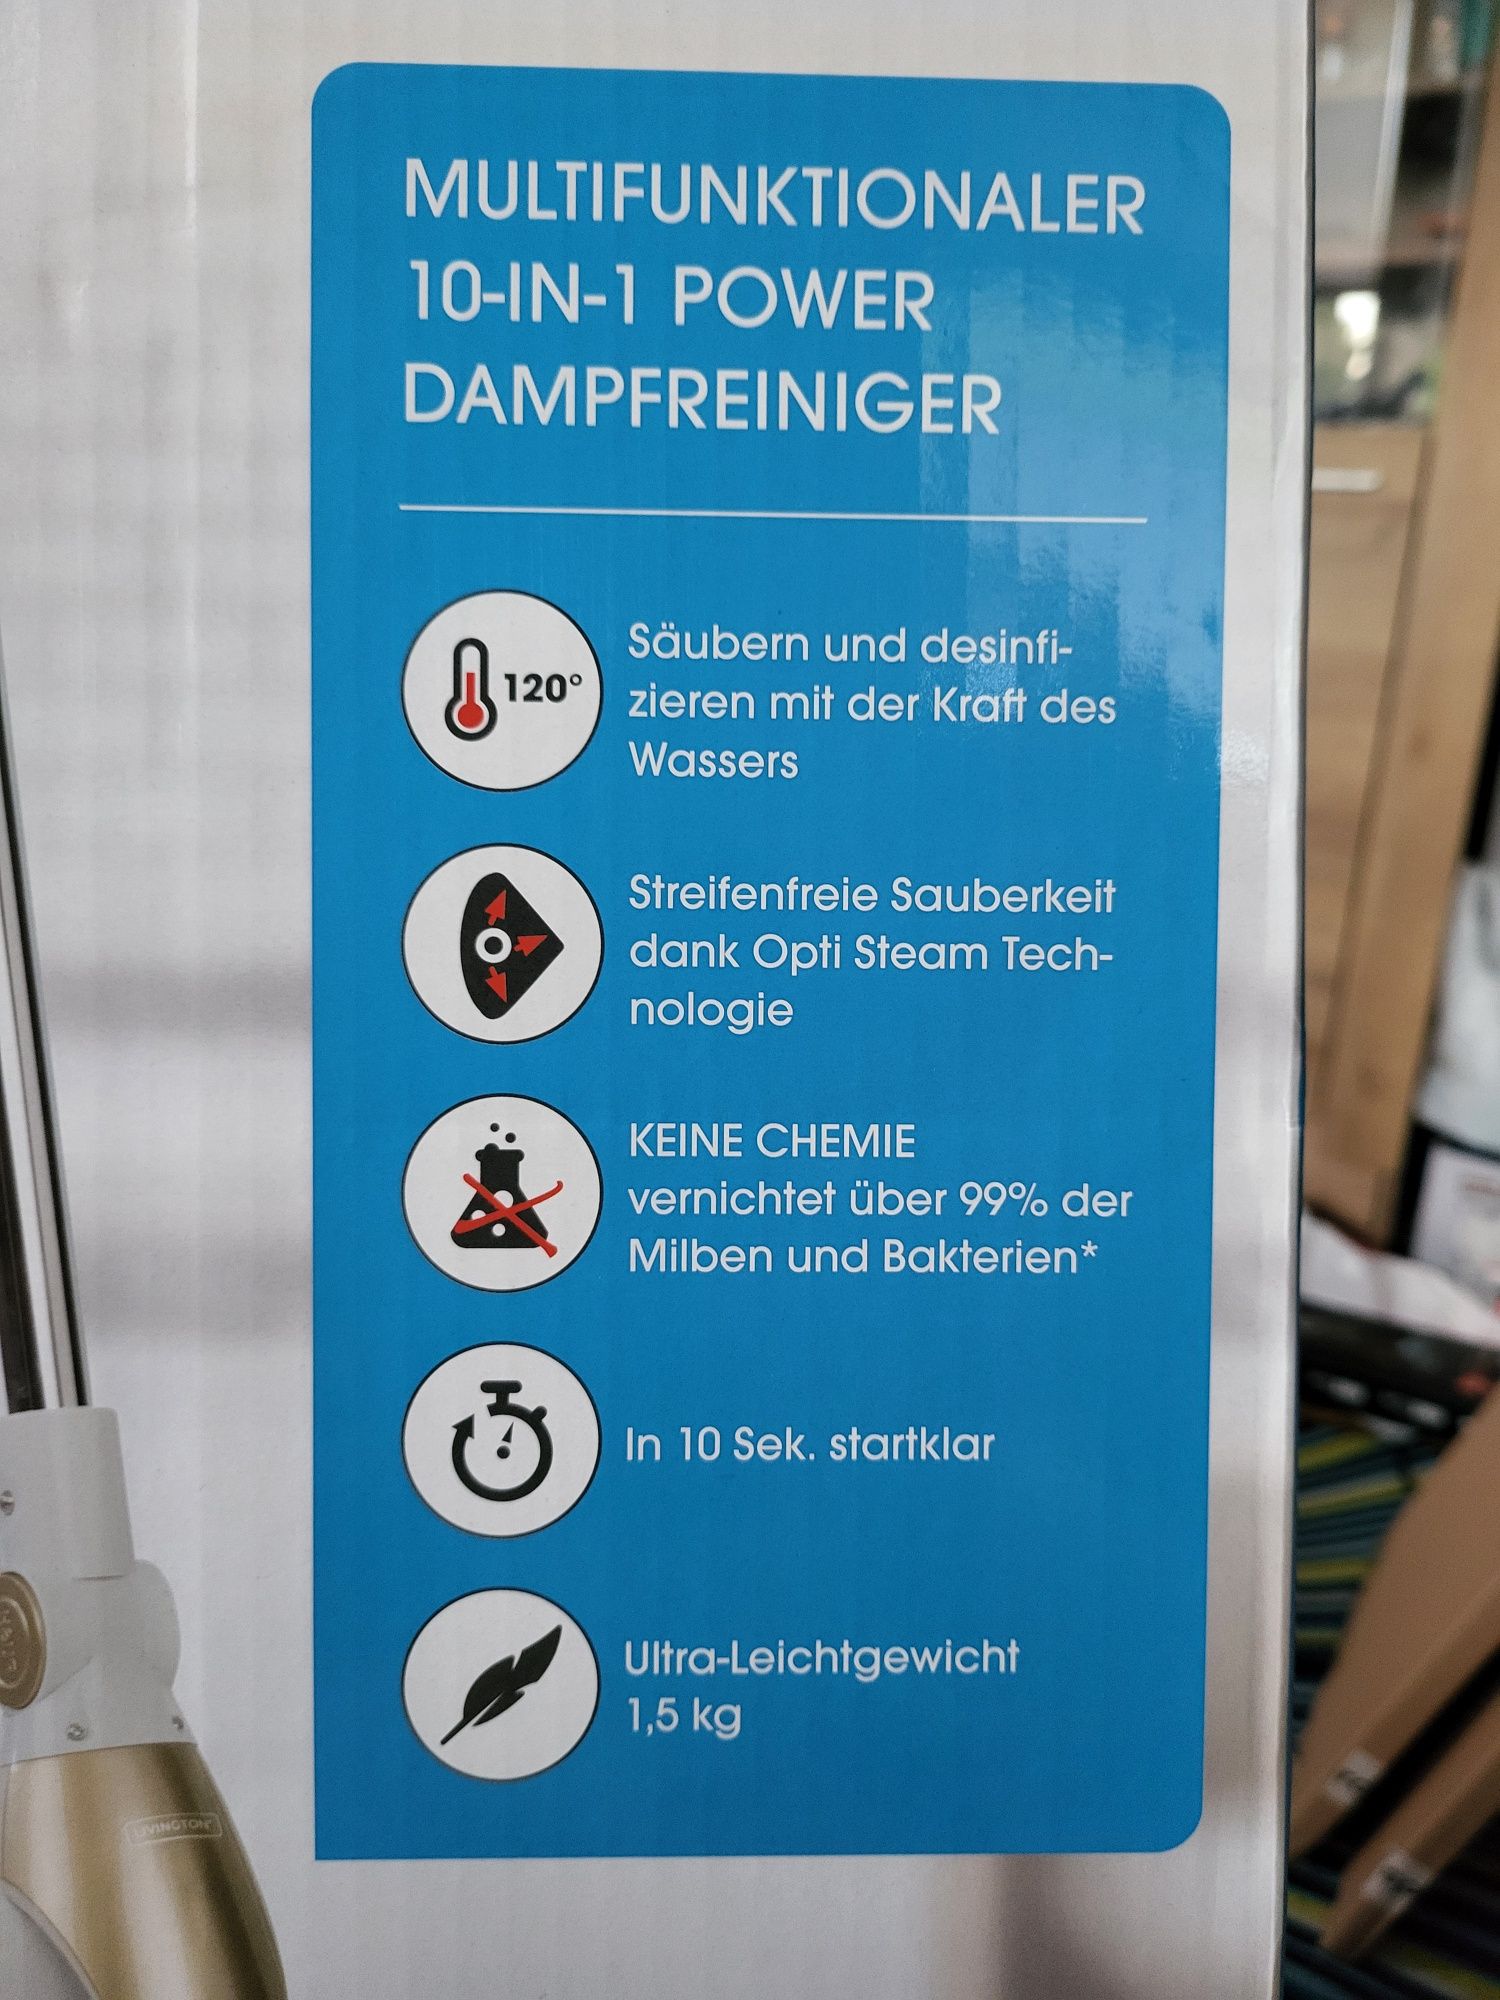 MULTIFUNKTIONALER
10-IN-1 POWER
DAMPFREINIGER
120°
Säubern und desinfi-
zieren mit der Kraft des
Wassers
Streifenfreie Sauberkeit
dank Opti Steam Tech-
nologie
KEINE CHEMIE
vernichtet über 99% der
Milben und Bakterien*
In 10 Sek. startklar
Ultra-Leichtgewicht
1,5 kg
LIVINGTON